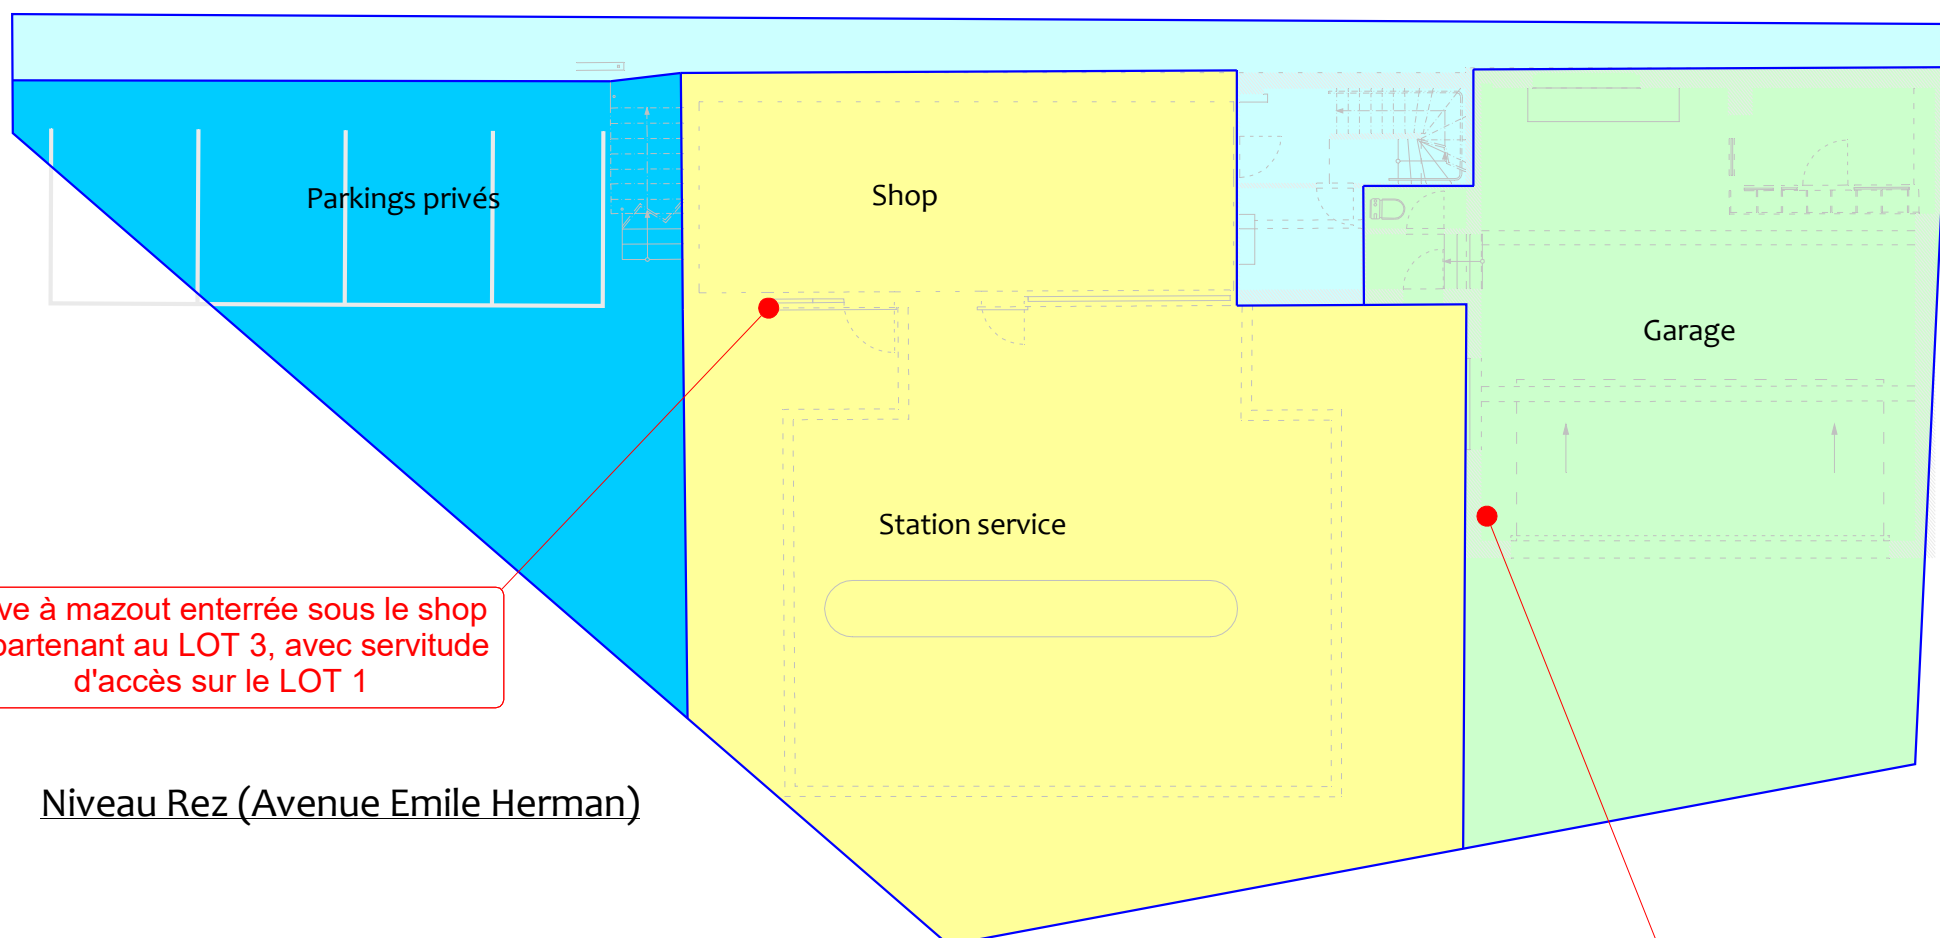 Parkings privés
Shop
Garage
Station service
ve à mazout enterrée sous le shop
partenant au LOT 3, avec servitude
d'accès sur le LOT 1
Niveau Rez (Avenue Emile Herman)